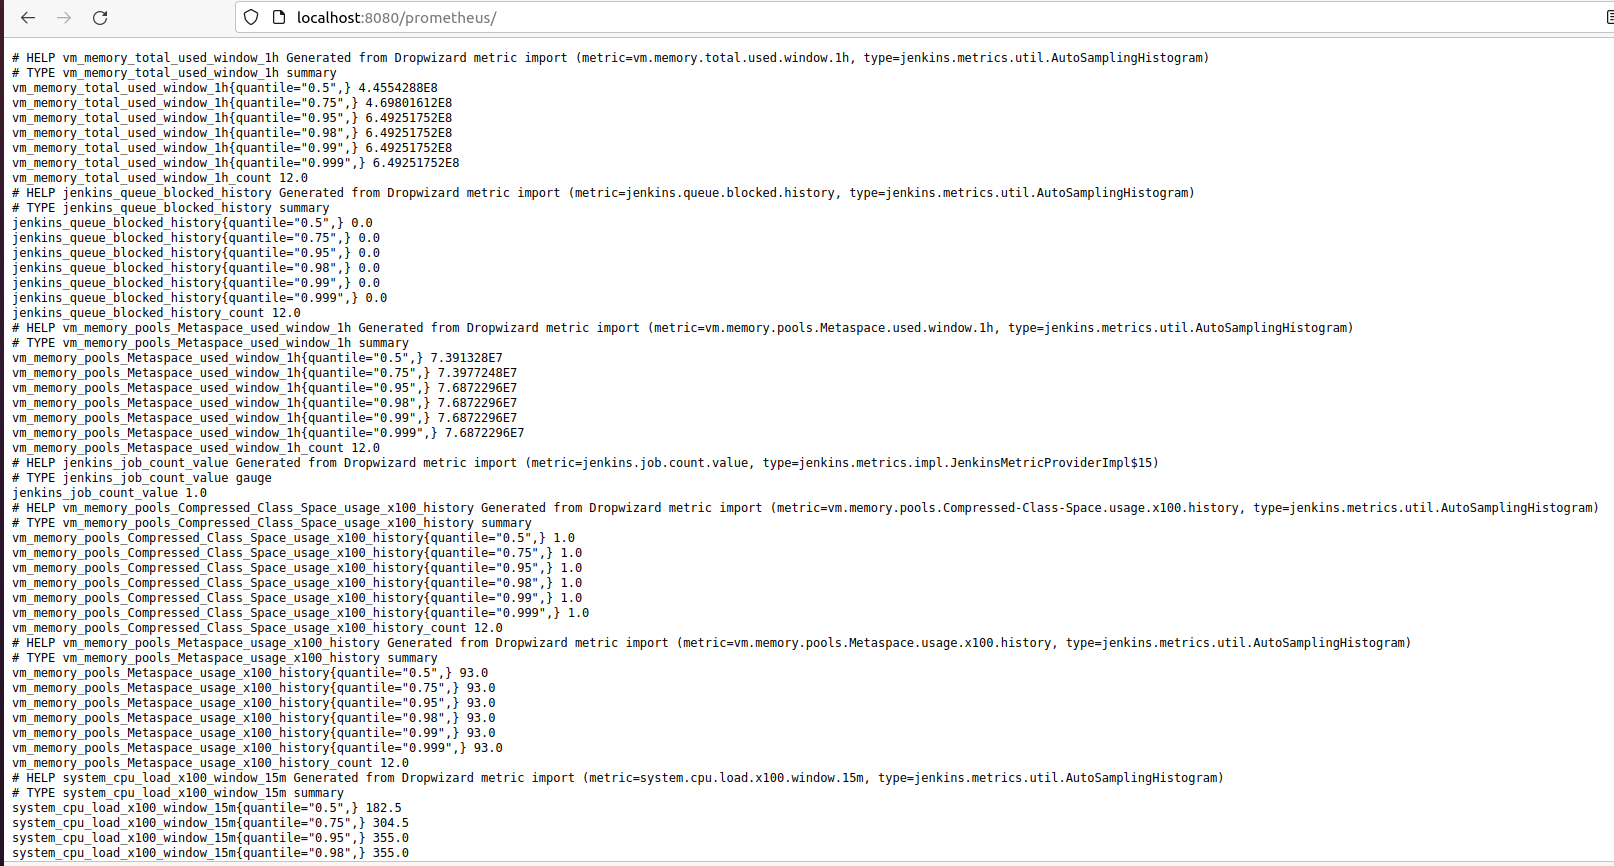 localhost:8080/prometheus/
# HELP vm_memory_total_used_window_1h Generated from Dropwizard metric import (metric=vm.memory.total.used.window.1h, type=jenkins.metrics.util.AutoSamplingHistogram)
# TYPE vm_memory_total_used_window_1h summary
vm_memory_total_used_window_1h{quantile="0.5",} 4.4554288E8
vm_memory_total_used_window_1h{quantile="0.75",} 4.69801612E8
vm_memory_total_used_window_1h{quantile="0.95",} 6.49251752E8
vm_memory_total_used_window_1h{quantile="0.98",} 6.49251752E8
vm_memory_total_used_window_1h{quantile="0.99",} 6.49251752E8
vm_memory_total_used_window_1h{quantile="0.999",} 6.49251752E8
vm_memory_total_used_window_1h_count 12.0
# HELP jenkins_queue_blocked_history Generated from Dropwizard metric import (metric=jenkins.queue.blocked.history, type=jenkins.metrics.util.AutoSamplingHistogram)
# TYPE jenkins_queue_blocked_history summary
jenkins_queue_blocked_history{quantile="0.5",} 0.0
jenkins_queue_blocked_history{quantile="0.75",} 0.0
jenkins_queue_blocked_history{quantile="0.95",} 0.0
jenkins_queue_blocked_history{quantile="0.98",} 0.0
jenkins_queue_blocked_history{quantile="0.99",} 0.0
jenkins_queue_blocked_history{quantile="0.999",} 0.0
jenkins_queue_blocked_history_count 12.0
# HELP vm_memory_pools_Metaspace_used_window_1h Generated from Dropwizard metric import (metric=vm.memory.pools.Metaspace.used.window.1h, type=jenkins.metrics.util.AutoSamplingHistogram)
# TYPE vm_memory_pools_Metaspace_used_window_1h summary
vm_memory_pools_Metaspace_used_window_1h{quantile="0.5",} 7.391328E7
vm_memory_pools_Metaspace_used_window_1h{quantile="0.75",} 7.3977248E7
vm_memory_pools_Metaspace_used_window_1h{quantile="0.95",} 7.6872296E7
vm_memory_pools_Metaspace_used_window_1h{quantile="0.98",} 7.6872296E7
vm_memory_pools_Metaspace_used_window_1h{quantile="0.99",} 7.6872296E7
vm_memory_pools_Metaspace_used_window_1h{quantile="0.999",} 7.6872296E7
vm_memory_pools_Metaspace_used_window_1h_count 12.0
# HELP jenkins_job_count_value Generated from Dropwizard metric import (metric=jenkins.job.count.value, type=jenkins.metrics.impl.JenkinsMetricProviderImpl$15)
# TYPE jenkins_job_count_value gauge
jenkins_job_count_value 1.0
# HELP vm_memory_pools_Compressed_Class_Space_usage_x100_history Generated from Dropwizard metric import (metric=vm.memory.pools.Compressed-Class-Space.usage.x100.history, type=jenkins.metrics.util.AutoSamplingHistogram)
# TYPE vm_memory_pools_Compressed_Class_Space_usage_x100_history summary
vm_memory_pools_Compressed_Class_Space_usage_x100_history{quantile="0.5",} 1.0
vm_memory_pools_Compressed_Class_Space_usage_x100_history{quantile="0.75",} 1.0
vm_memory_pools_Compressed_Class_Space_usage_x100_history{quantile="0.95",} 1.0
vm_memory_pools_Compressed_Class_Space_usage_x100_history{quantile="0.98",} 1.0
vm_memory_pools_Compressed_Class_Space_usage_x100_history{quantile="0.99",} 1.0
vm_memory_pools_Compressed_Class_Space_usage_x100_history{quantile="0.999",} 1.0
vm_memory_pools_Compressed_Class_Space_usage_x100_history_count 12.0
# HELP vm_memory_pools_Metaspace_usage_x100_history Generated from Dropwizard metric import (metric=vm.memory.pools.Metaspace.usage.x100.history, type=jenkins.metrics.util.AutoSamplingHistogram)
# TYPE vm_memory_pools_Metaspace_usage_x100_history summary
vm_memory_pools_Metaspace_usage_x100_history{quantile="0.5",} 93.0
vm_memory_pools_Metaspace_usage_x100_history{quantile="0.75",} 93.0
vm_memory_pools_Metaspace_usage_x100_history{quantile="0.95",} 93.0
vm_memory_pools_Metaspace_usage_x100_history{quantile="0.98",} 93.0
vm_memory_pools_Metaspace_usage_x100_history{quantile="0.99",} 93.0
vm_memory_pools_Metaspace_usage_x100_history{quantile="0.999",} 93.0
vm_memory_pools_Metaspace_usage_x100_history_count 12.0
# HELP system_cpu_load_x100_window_15m Generated from Dropwizard metric import (metric=system.cpu.load.x100.window.15m, type=jenkins.metrics.util.AutoSamplingHistogram)
# TYPE system_cpu_load_x100_window_15m summary
system_cpu_load_x100_window_15m{quantile="0.5",} 182.5
system_cpu_load_x100_window_15m{quantile="0.75",} 304.5
system_cpu_load_x100_window_15m{quantile="0.95",} 355.0
system_cpu_load_x100_window_15m{quantile="0.98",} 355.0